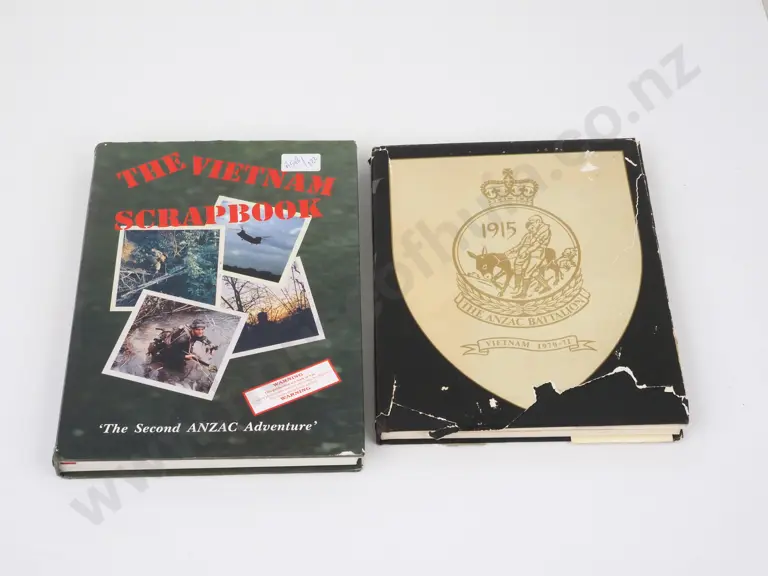 THE VIETNAM
SCRAPBOOK
WARNING
WARNING
'The Second ANZAC Adventure'
1915
THE ANZAC BATTALION
VIETNAM 1970-71